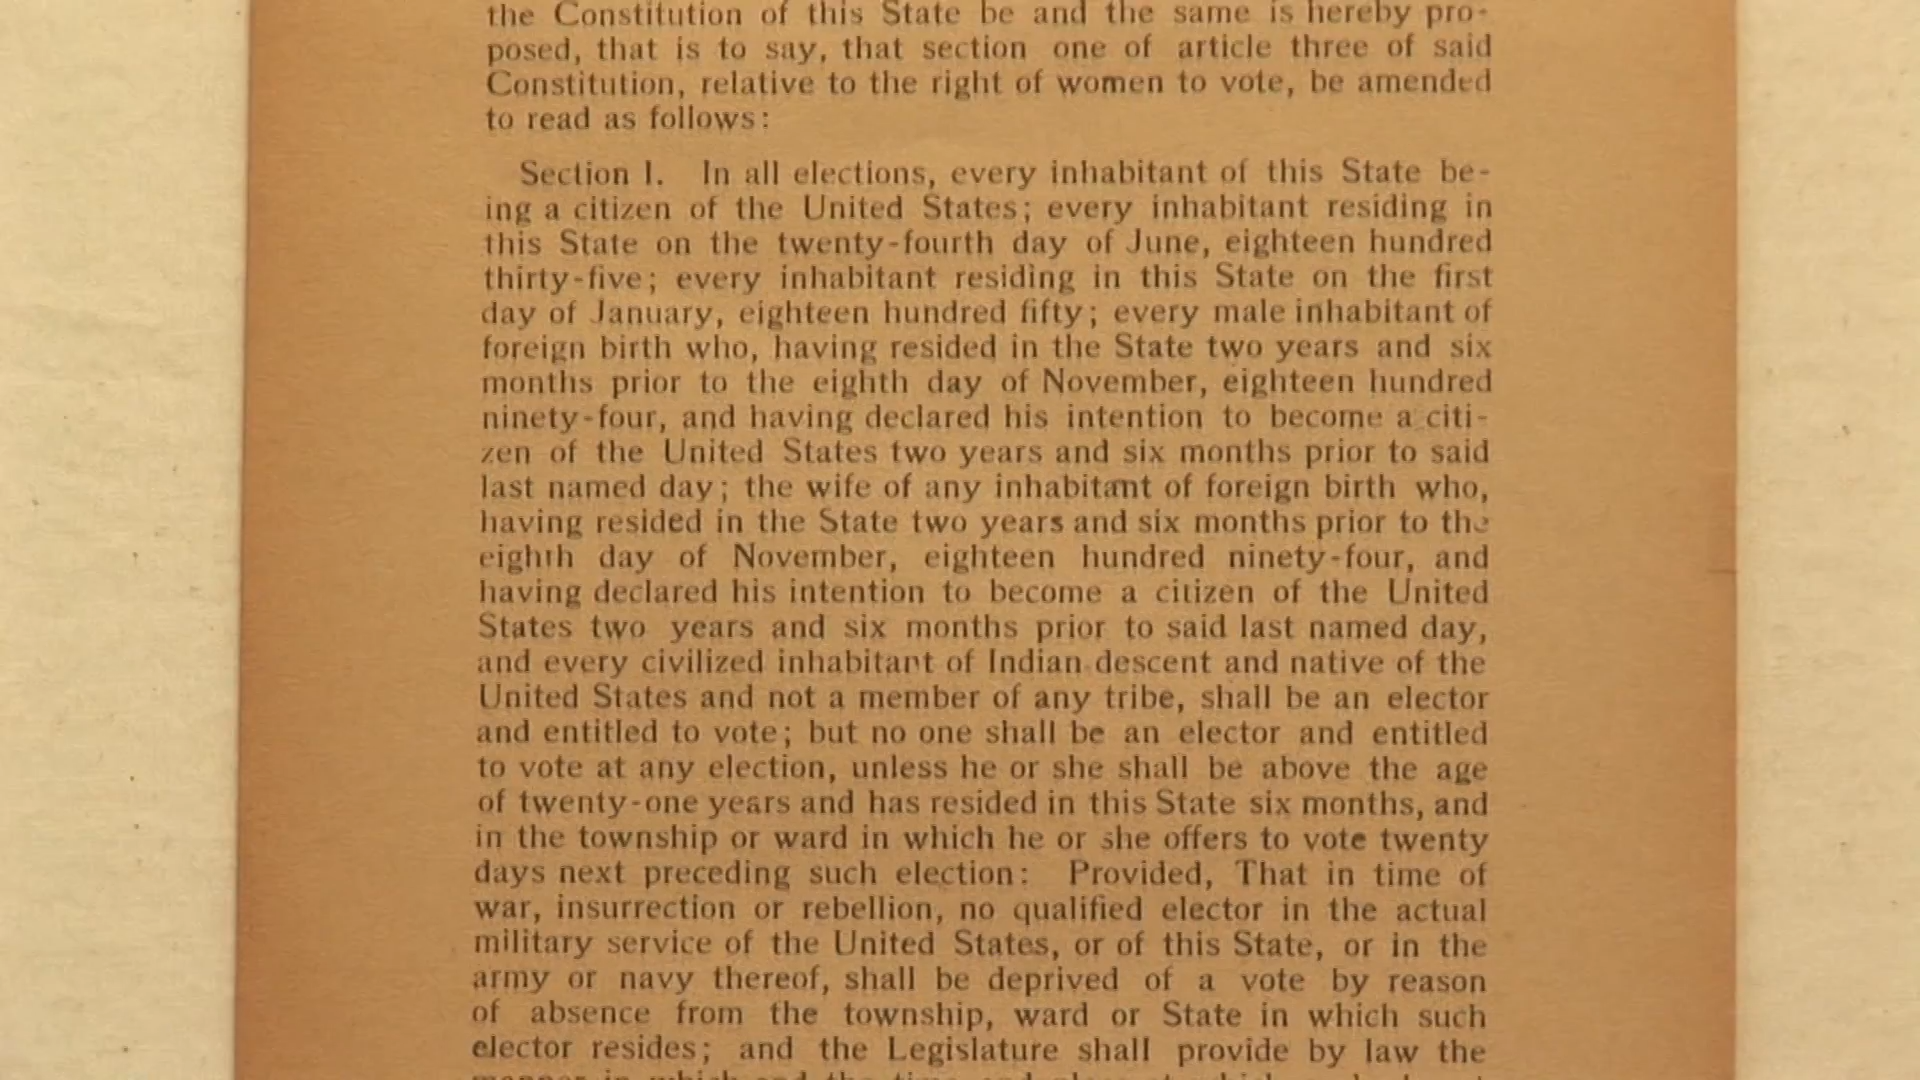 the Constitution of this State be and the same is hereby pro-
posed, that is to say, that section one of article three of said
Constitution, relative to the right of women to vote, be amended
to read as follows:
Section 1. In all elections, every inhabitant of this State be-
ing a citizen of the United States; every inhabitant residing in
this State on the twenty-fourth day of June, eighteen hundred
thirty-five; every inhabitant residing in this State on the first
day of January, eighteen hundred fifty; every male inhabitant of
foreign birth who, having resided in the State two years and six
months prior to the eighth day of November, eighteen hundred
ninety-four, and having declared his intention to become a citi-
zen of the United States two years and six months prior to said
last named day; the wife of any inhabitant of foreign birth who,
having resided in the State two years and six months prior to the
eighth day of November, eighteen hundred ninety-four, and
having declared his intention to become a citizen of the United
States two years and six months prior to said last named day,
and every civilized inhabitant of Indian descent and native of the
United States and not a member of any tribe, shall be an elector
and entitled to vote; but no one shall be an elector and entitled
to vote at any election, unless he or she shall be above the age
of twenty-one years and has resided in this State six months, and
in the township or ward in which he or she offers to vote twenty
days next preceding such election: Provided, That in time of
war, insurrection or rebellion, no qualified elector in the actual
military service of the United States, or of this State, or in the
army or navy thereof, shall be deprived of a vote by reason
of absence from the township, ward or State in which such
elector resides; and the Legislature shall provide by law the